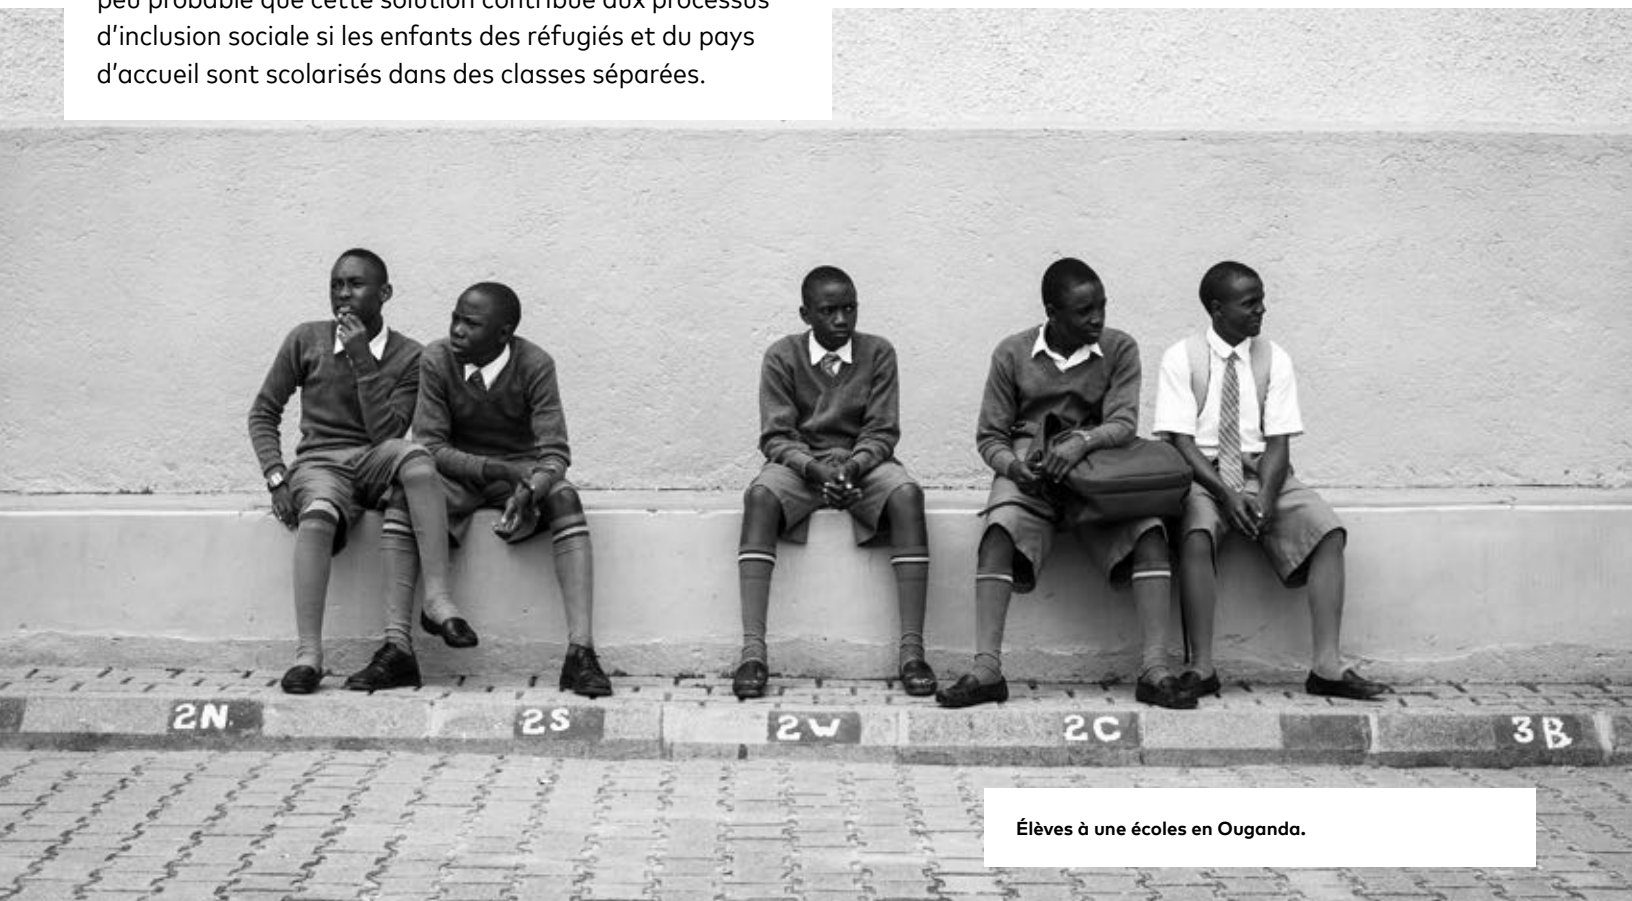 peu probable que cette solution contribue aux processus
d’inclusion sociale si les enfants des réfugiés et du pays
d’accueil sont scolarisés dans des classes séparées.
2N 2S 2W 2C 3B
Élèves à une écoles en Ouganda.